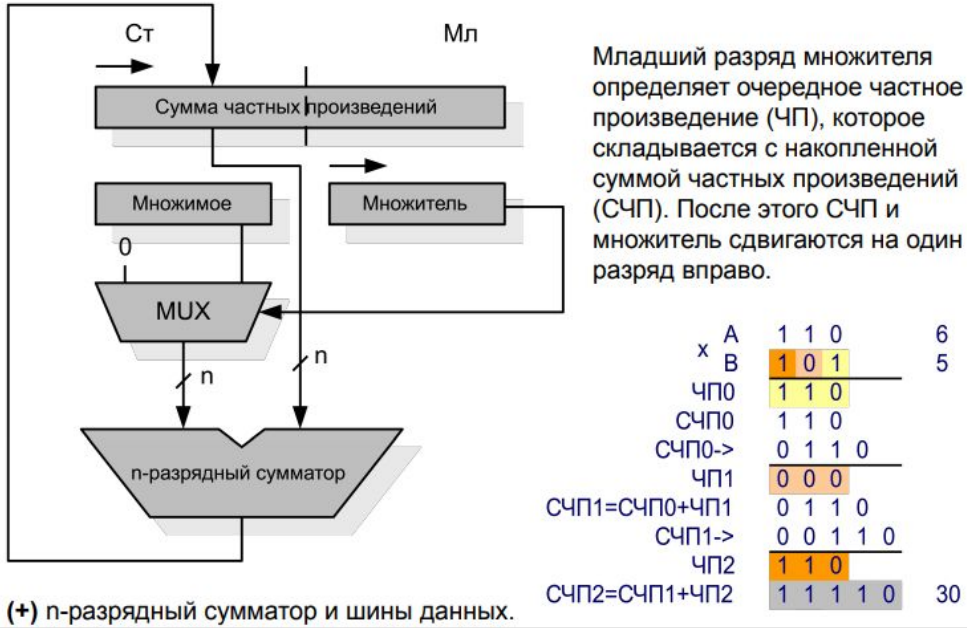 Ст Мл
Сумма частных произведений
Множимое Множитель
0
MUX
n n
n-разрядный сумматор
(+) n-разрядный сумматор и шины данных.
Младший разряд множителя
определяет очередное частное
произведение (ЧП), которое
складывается с накопленной
суммой частных произведений
(СЧП). После этого СЧП и
множитель сдвигаются на один
разряд вправо.
A 1 1 0 6
x
B 1 0 1 5
ЧП0 1 1 0
СЧП0 1 1 0
СЧП0-> 0 1 1 0
ЧП1 0 0 0
СЧП1=СЧП0+ЧП1 0 1 1 0
СЧП1-> 0 0 1 1 0
ЧП2 1 1 0
СЧП2=СЧП1+ЧП2 1 1 1 1 0 30